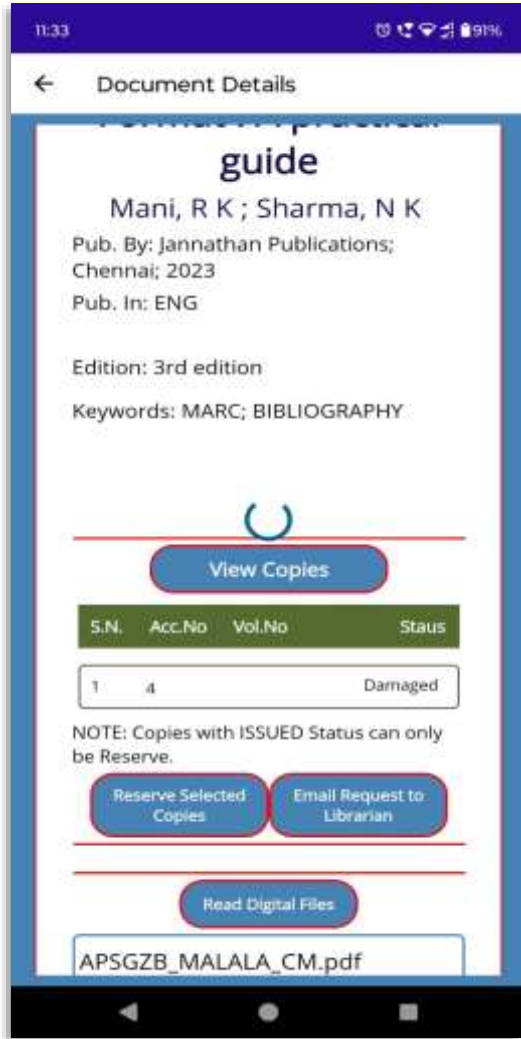 11:33 91%
Document Details
guide
Mani, R K ; Sharma, N K
Pub. By: Jannathan Publications;
Chennai; 2023
Pub. In: ENG
Edition: 3rd edition
Keywords: MARC; BIBLIOGRAPHY
View Copies
S.N. Acc.No Vol.No Staus
1 4 Damaged
NOTE: Copies with ISSUED Status can only
be Reserve.
Reserve Selected
Copies
Email Request to
Librarian
Read Digital Files
APSGZB_MALALA_CM.pdf